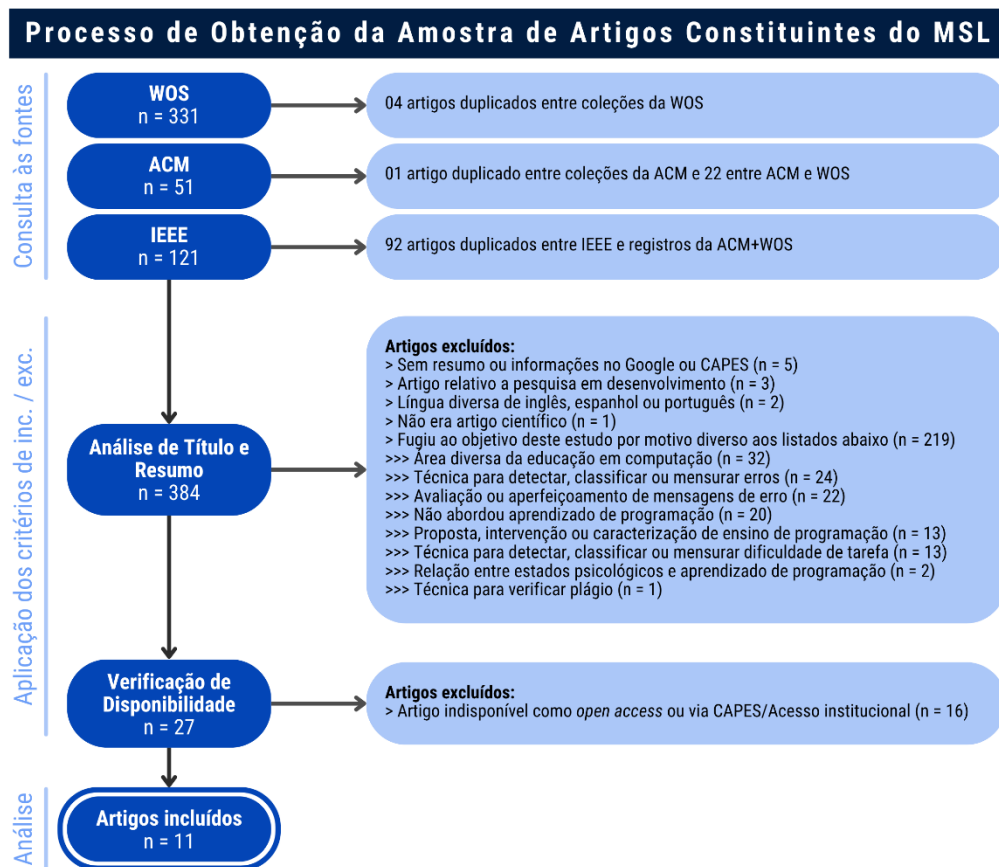 Processo de Obtenção da Amostra de Artigos Constituintes do MSL
Consulta às fontes
WOS
n = 331
04 artigos duplicados entre coleções da WOS
ACM
n = 51
01 artigo duplicado entre coleções da ACM e 22 entre ACM e WOS
IEEE
n = 121
92 artigos duplicados entre IEEE e registros da ACM+WOS
Aplicação dos critérios de inc. / exc.
Análise de Título e
Resumo
n = 384
Artigos excluídos:
> Sem resumo ou informações no Google ou CAPES (n = 5)
> Artigo relativo a pesquisa em desenvolvimento (n = 3)
> Língua diversa de inglês, espanhol ou português (n = 2)
> Não era artigo científico (n = 1)
> Fugiu ao objetivo deste estudo por motivo diverso aos listados abaixo (n = 219)
>>> Área diversa da educação em computação (n = 32)
>>> Técnica para detectar, classificar ou mensurar erros (n = 24)
>>> Avaliação ou aperfeiçoamento de mensagens de erro (n = 22)
>>> Não abordou aprendizado de programação (n = 20)
>>> Proposta, intervenção ou caracterização de ensino de programação (n = 13)
>>> Técnica para detectar, classificar ou mensurar dificuldade de tarefa (n = 13)
>>> Relação entre estados psicológicos e aprendizado de programação (n = 2)
>>> Técnica para verificar plágio (n = 1)
Verificação de
Disponibilidade
n = 27
Artigos excluídos:
> Artigo indisponível como open access ou via CAPES/Acesso institucional (n = 16)
Análise
Artigos incluídos
n = 11